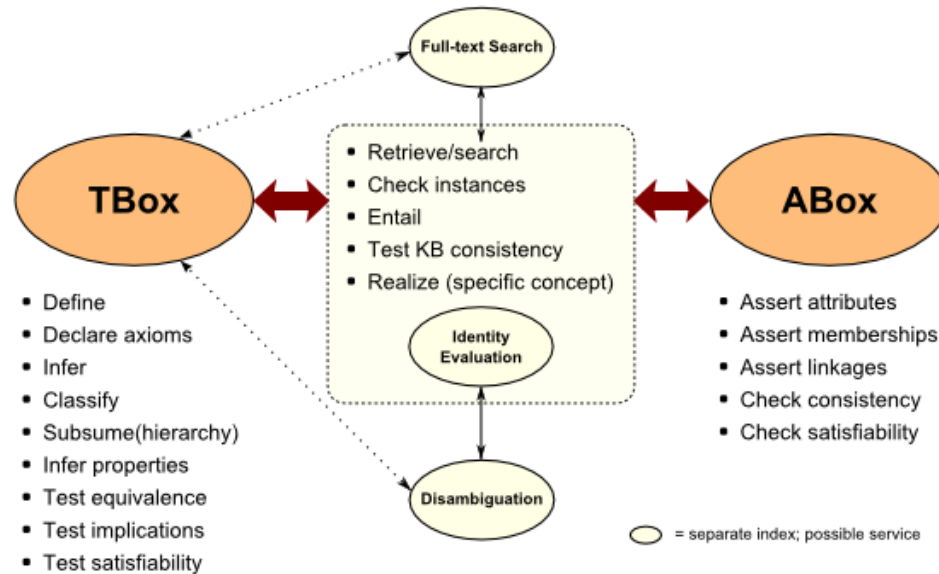 Full-text Search
TBox
Retrieve/search
Check instances
Entail
Test KB consistency
Realize (specific concept)
Identity
Evaluation
ABox
Define
Declare axioms
Infer
Classify
Subsume(hierarchy)
Infer properties
Test equivalence
Test implications
Test satisfiability
Assert attributes
Assert memberships
Assert linkages
Check consistency
Check satisfiability
Disambiguation
= separate index; possible service